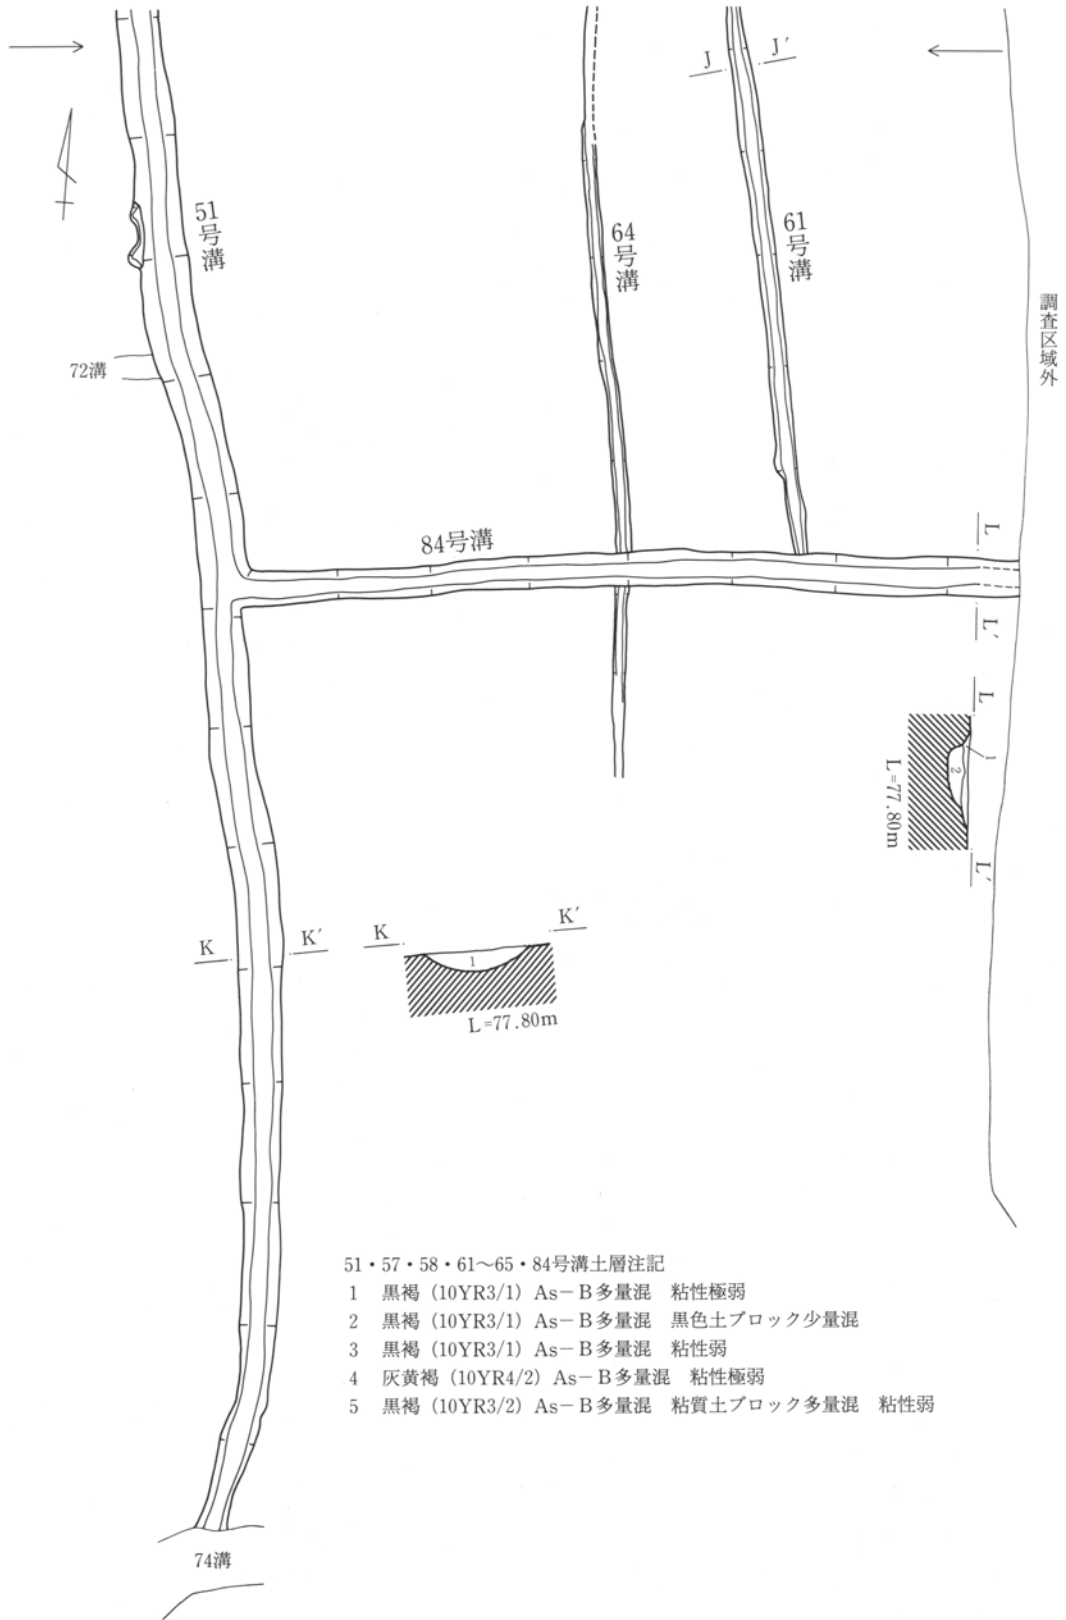 J
J′
51号溝
64号溝
61号溝
調査区域外
72溝
84号溝
L
L′
L
1
2
L=77.80m
L′
K
K′
K
K′
1
L=77.80m
51・57・58・61～65・84号溝土層注記
1 黒褐（10YR3/1）As－B多量混 粘性極弱
2 黒褐（10YR3/1）As－B多量混 黒色土ブロック少量混
3 黒褐（10YR3/1）As－B多量混 粘性弱
4 灰黄褐（10YR4/2）As－B多量混 粘性極弱
5 黒褐（10YR3/2）As－B多量混 粘質土ブロック多量混 粘性弱
74溝